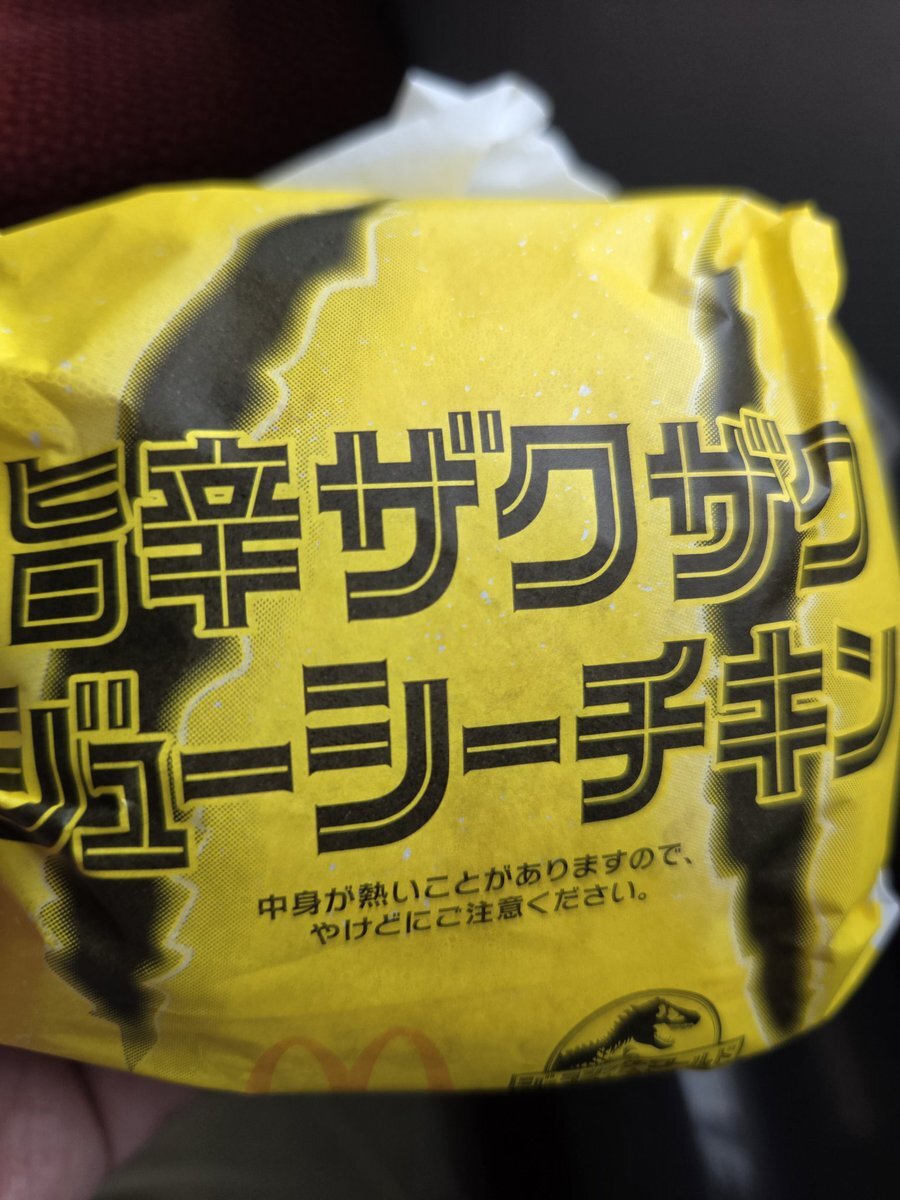 旨辛ザクザク
ジューシーチキン
中身が熱いことがありますので、
やけどにご注意ください。